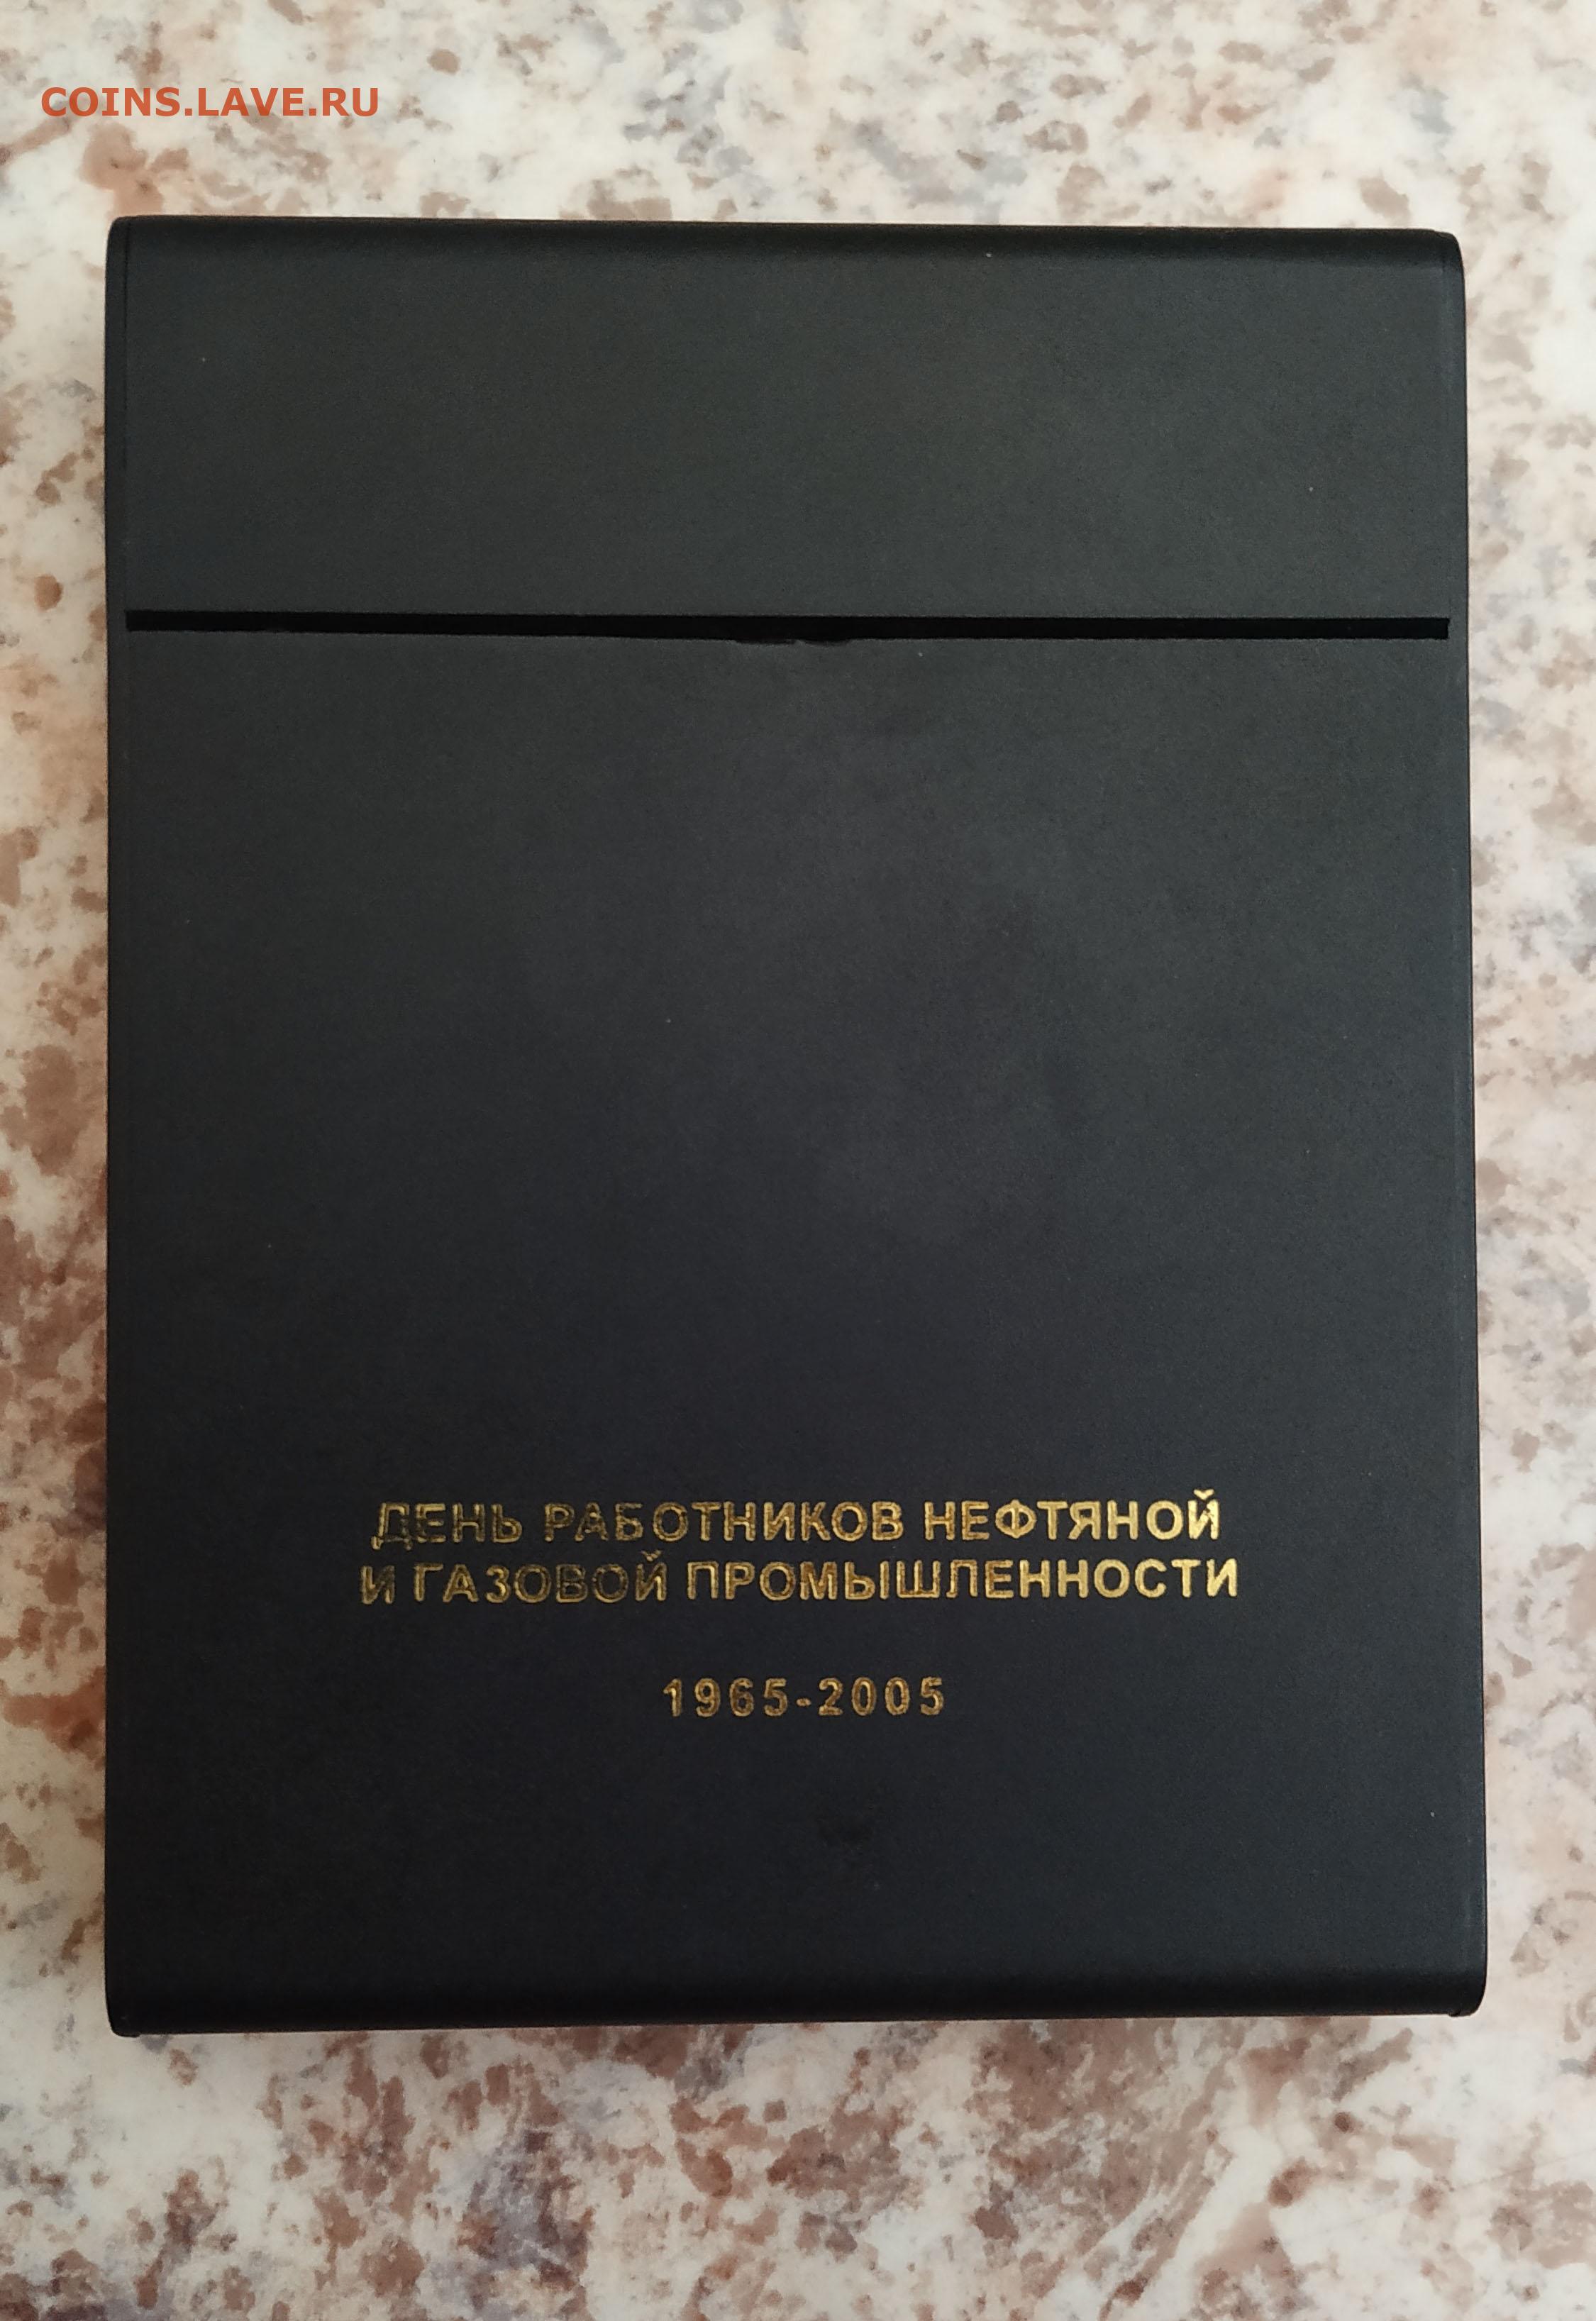 COINS.LAVE.RU
ДЕНЬ РАБОТНИКОВ НЕФТЯНОЙ
И ГАЗОВОЙ ПРОМЫШЛЕННОСТИ
1965-2005